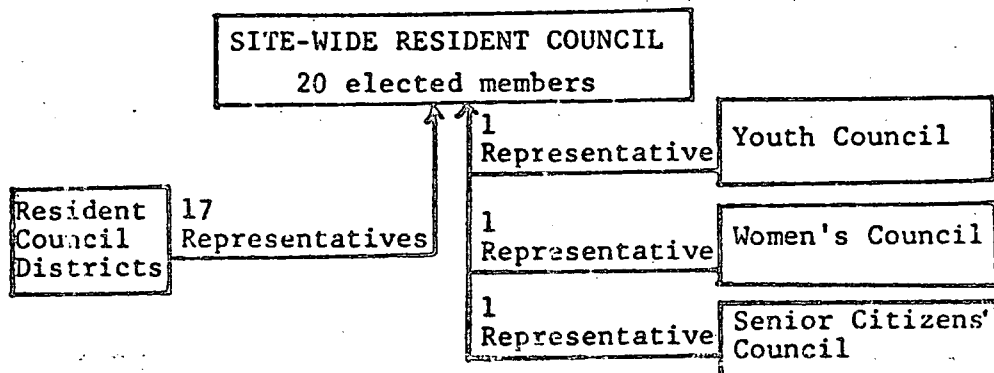 SITE-WIDE RESIDENT COUNCIL
20 elected members
1
Representative
Youth Council
Resident
Council
Districts
17
Representatives
1
Representative
Women's Council
1
Representative
Senior Citizens'
Council